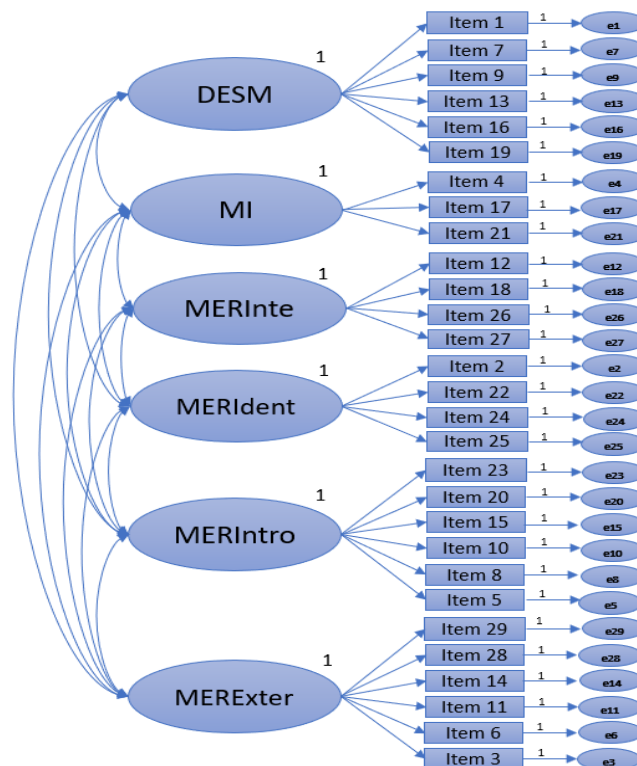 Item 1 1 e1
1
Item 7 1 e7
Item 9 1 e9
DESM
Item 13 1 e13
Item 16 1 e16
Item 19 1 e19
1
Item 4 1 e4
MI
Item 17 1 e17
Item 21 1 e21
1
Item 12 1 e12
Item 18 1 e18
MERInte
Item 26 1 e26
Item 27 1 e27
1
Item 2 1 e2
Item 22 1 e22
MERIdent
Item 24 1 e24
Item 25 1 e25
1
Item 23 1 e23
Item 20 1 e20
Item 15 1 e15
MERIntro
Item 10 1 e10
Item 8 1 e8
Item 5 1 e5
1
Item 29 1 e29
Item 28 1 e28
Item 14 1 e14
MERExter
Item 11 1 e11
Item 6 1 e6
Item 3 1 e3